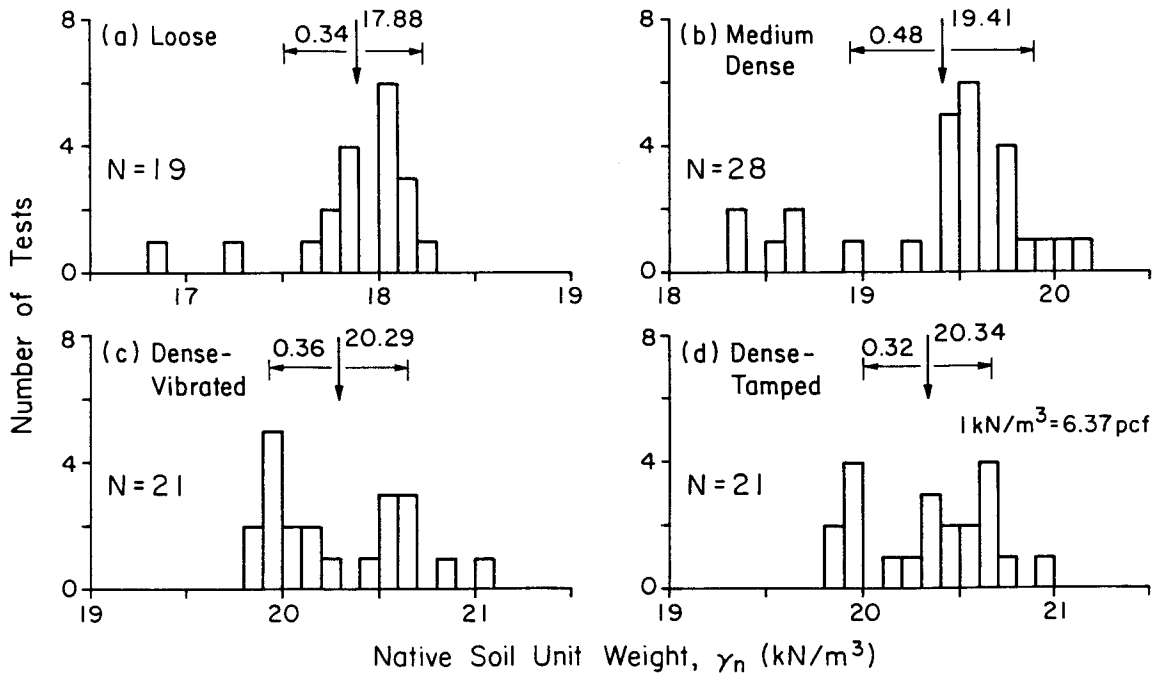 Number of Tests
(a) Loose
0.34
17.88
N=19
8
4
0
17
18
19
(b) Medium
Dense
0.48
19.41
N=28
8
4
0
18
19
20
(c) Dense-
Vibrated
0.36
20.29
N=21
8
4
0
19
20
21
(d) Dense-
Tamped
0.32
20.34
1 kN/m³=6.37 pcf
N=21
8
4
0
19
20
21
Native Soil Unit Weight, γn (kN/m³)